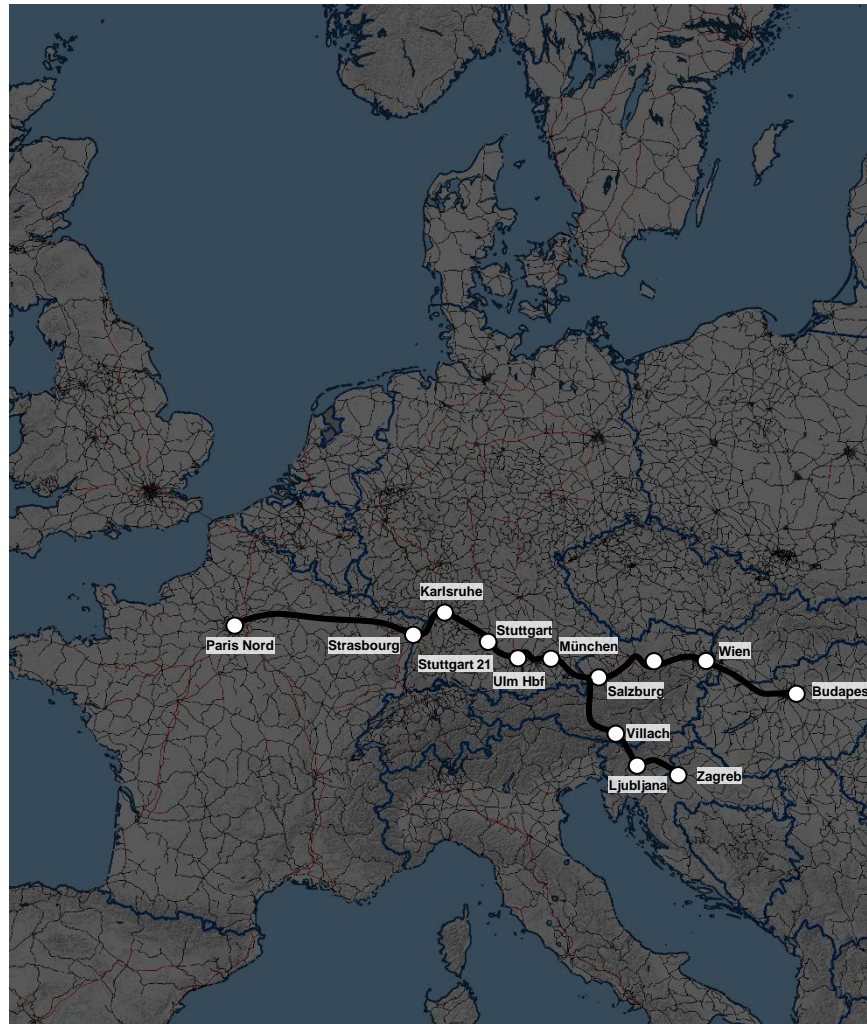 Karlsruhe
Paris Nord
Strasbourg
Stuttgart
Stuttgart 21
München
Ulm Hbf
Wien
Salzburg
Budapes
Villach
Ljubljana
Zagreb